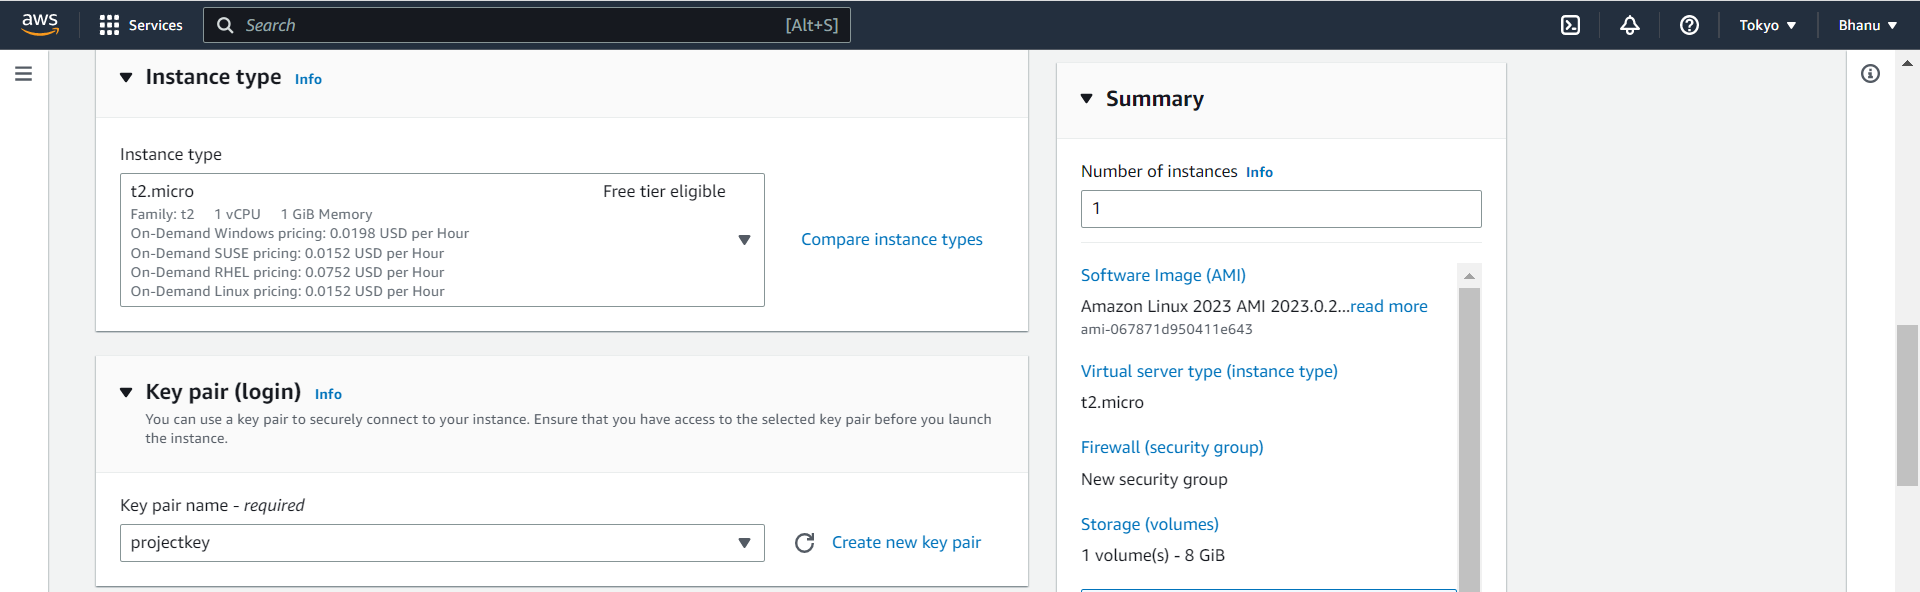 aws Services Search [Alt+S] Tokyo ▼ Bhanu ▼
Instance type Info
Instance type
t2.micro Free tier eligible
Family: t2 1 vCPU 1 GiB Memory
On-Demand Windows pricing: 0.0198 USD per Hour
On-Demand SUSE pricing: 0.0152 USD per Hour
On-Demand RHEL pricing: 0.0752 USD per Hour
On-Demand Linux pricing: 0.0152 USD per Hour
Compare instance types
Key pair (login) Info
You can use a key pair to securely connect to your instance. Ensure that you have access to the selected key pair before you launch
the instance.
Key pair name - required
projectkey
Create new key pair
Summary
Number of instances Info
1
Software Image (AMI)
Amazon Linux 2023 AMI 2023.0.2...read more
ami-067871d950411e643
Virtual server type (instance type)
t2.micro
Firewall (security group)
New security group
Storage (volumes)
1 volume(s) - 8 GiB